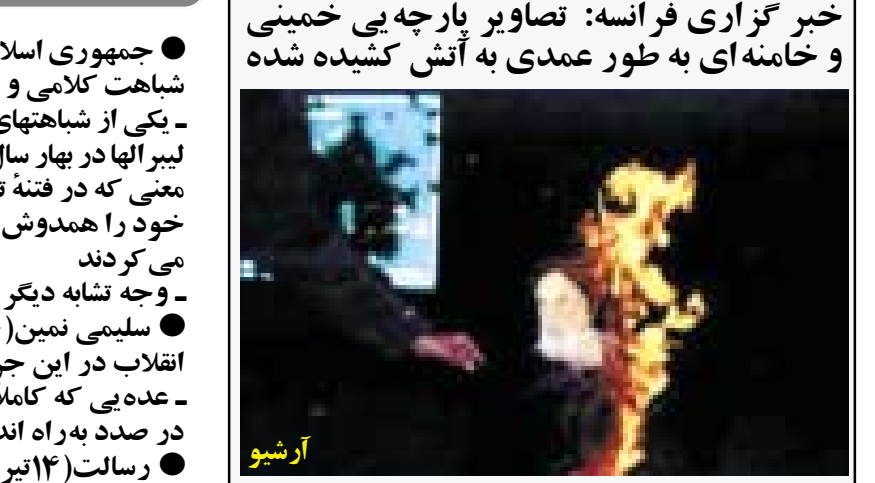 خبر گزاری فرانسه: تصاویر پارچه‌یی خمینی
و خامنه‌ای به طور عمدی به آتش کشیده شده
آرشیو
● جمهوری اسلا
شباهت کلامی و
ـ یکی از شباهتهای
لیبرالها در بهار سال
معنی که در فتنهٔ
خود را همدوش
می‌کردند
ـ وجه تشابه دیگر
● سلیمی نمین(
انقلاب در این
ـ عده‌یی که کاملاً
در صدد به‌راه اند
● رسالت(۱۴تیر